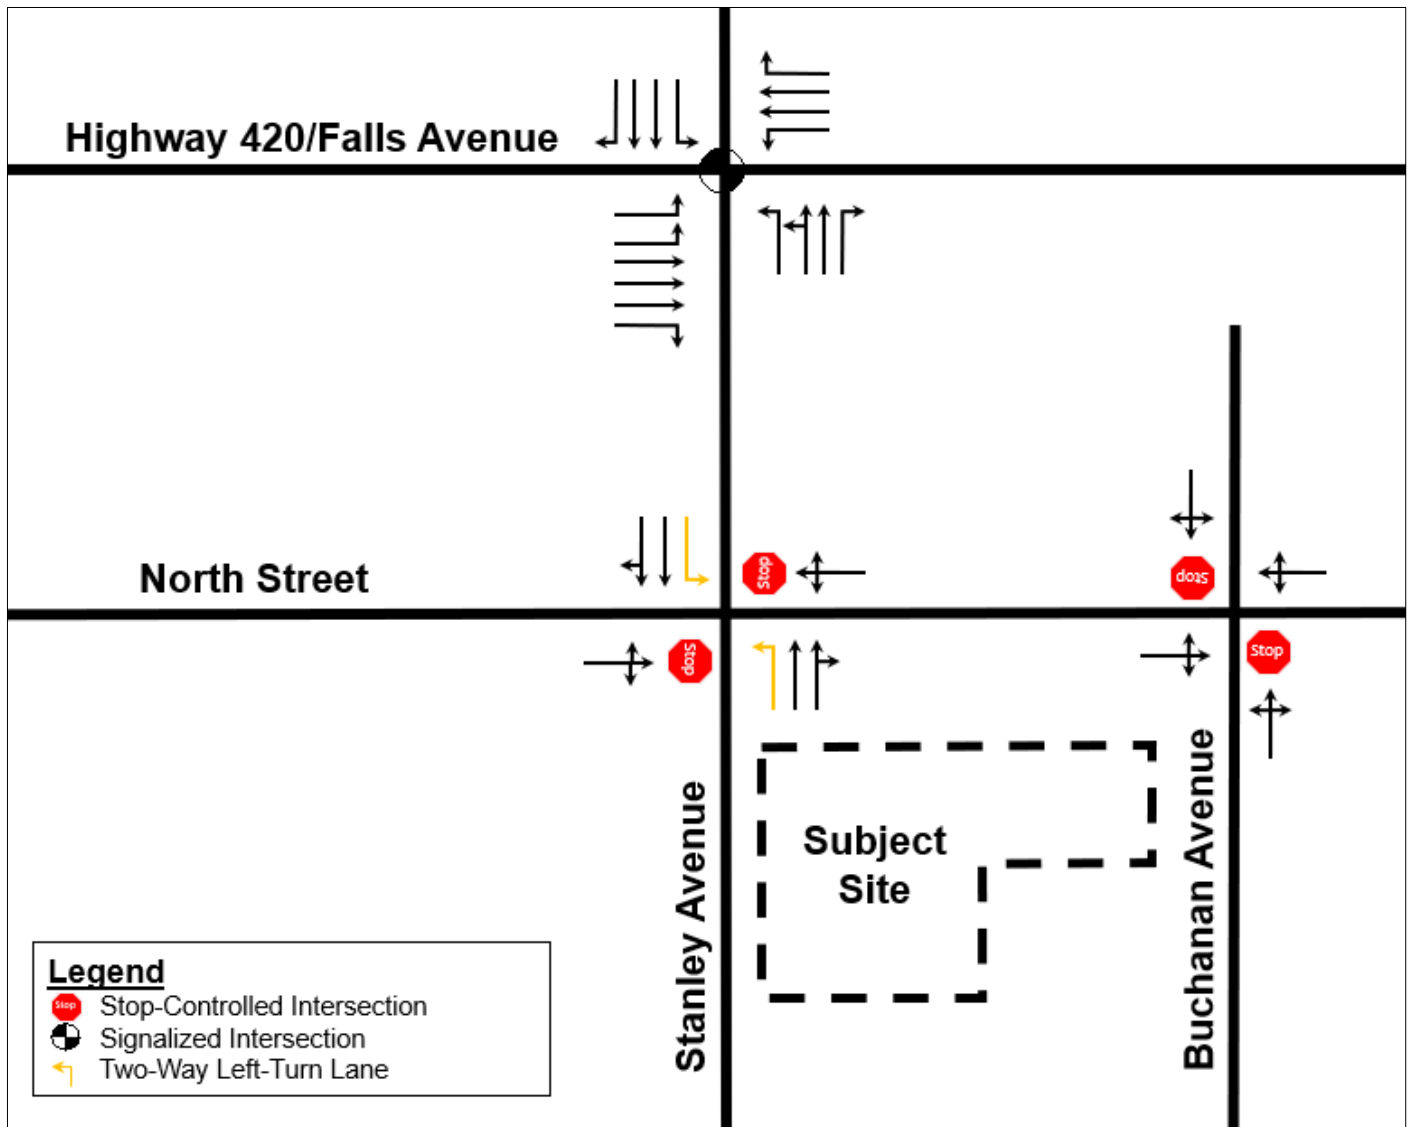 Highway 420/Falls Avenue
North Street
Stop
Stop
Stop
Stop
Subject
Site
Stanley Avenue
Buchanan Avenue
Legend
Stop
Stop-Controlled Intersection
Signalized Intersection
Two-Way Left-Turn Lane